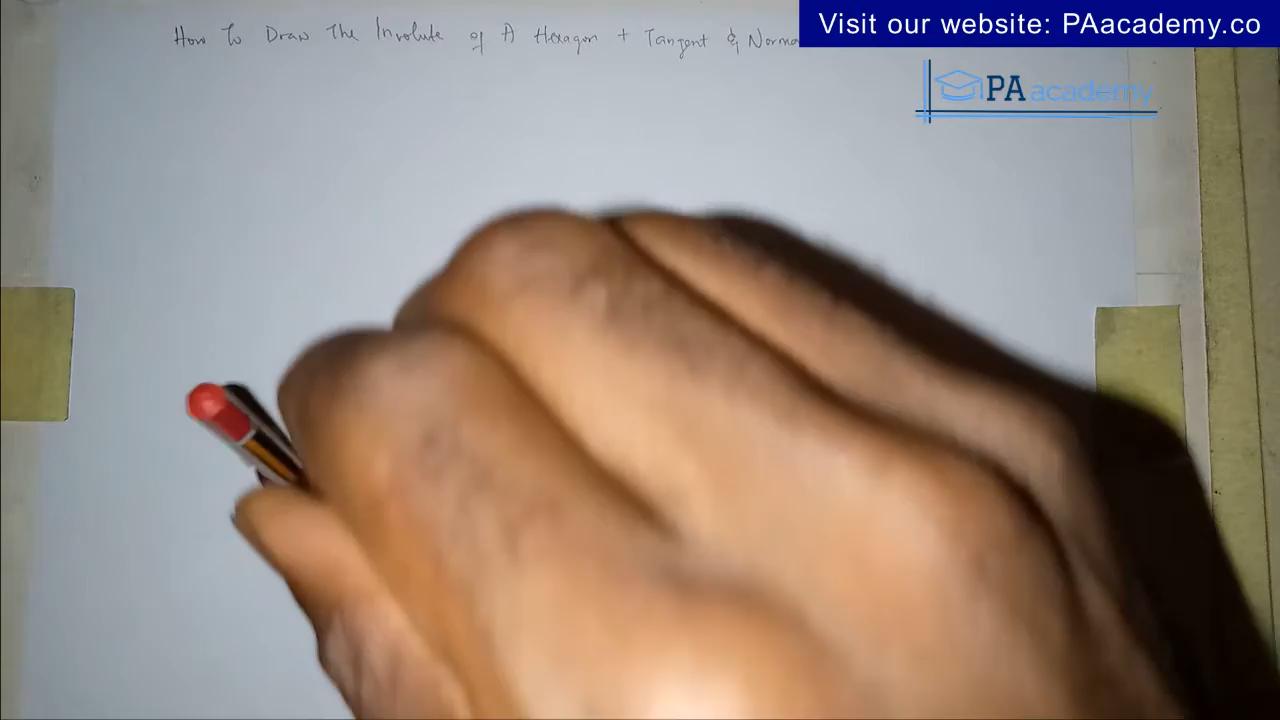 Visit our website: PAacademy.co
How To Draw The Involute of A Hexagon + Tangent & Norma
PA academy